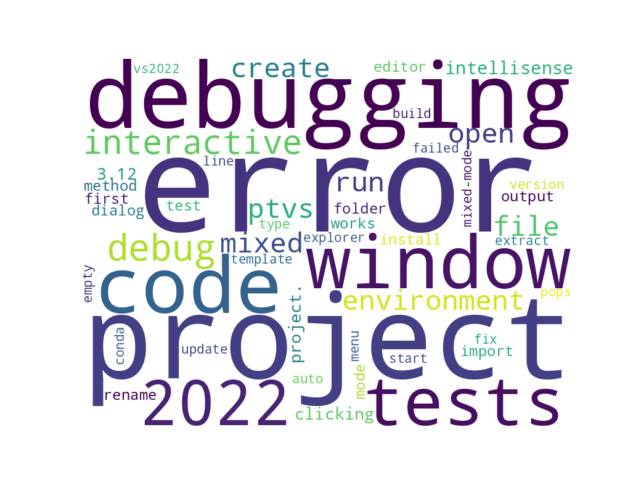 vs2022
create
editor
intellisense
debugging
build
interactive
open
line
failed
error
3.12
method
first
dialog
test
ptvs
run
folder
works
type
mixed-mode
version
output
file
debug
mixed
explorer
template
install
extract
window
empty
code
environment
pops
project
project.
conda
update
menu
start
fix
import
auto
mode
rename
2022
clicking
tests